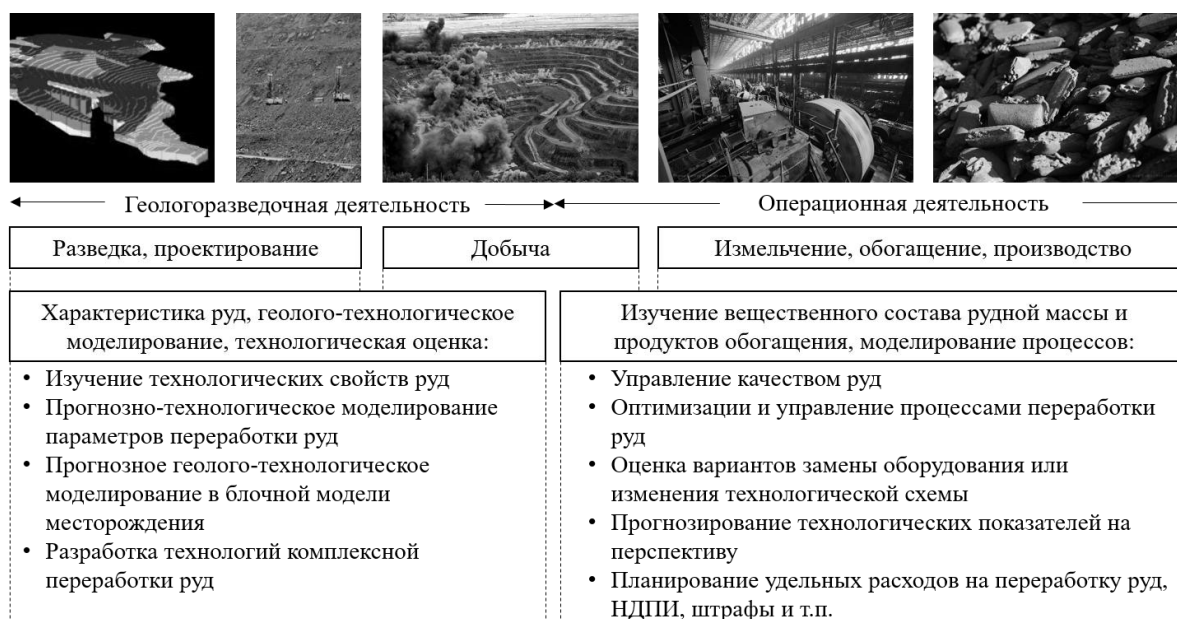 Геологоразведочная деятельность
Операционная деятельность
Разведка, проектирование
Добыча
Измельчение, обогащение, производство
Характеристика руд, геолого-технологическое
моделирование, технологическая оценка:
• Изучение технологических свойств руд
• Прогнозно-технологическое моделирование
параметров переработки руд
• Прогнозное геолого-технологическое
моделирование в блочной модели
месторождения
• Разработка технологий комплексной
переработки руд
Изучение вещественного состава рудной массы и
продуктов обогащения, моделирование процессов:
• Управление качеством руд
• Оптимизации и управление процессами переработки
руд
• Оценка вариантов замены оборудования или
изменения технологической схемы
• Прогнозирование технологических показателей на
перспективу
• Планирование удельных расходов на переработку руд,
НДПИ, штрафы и т.п.